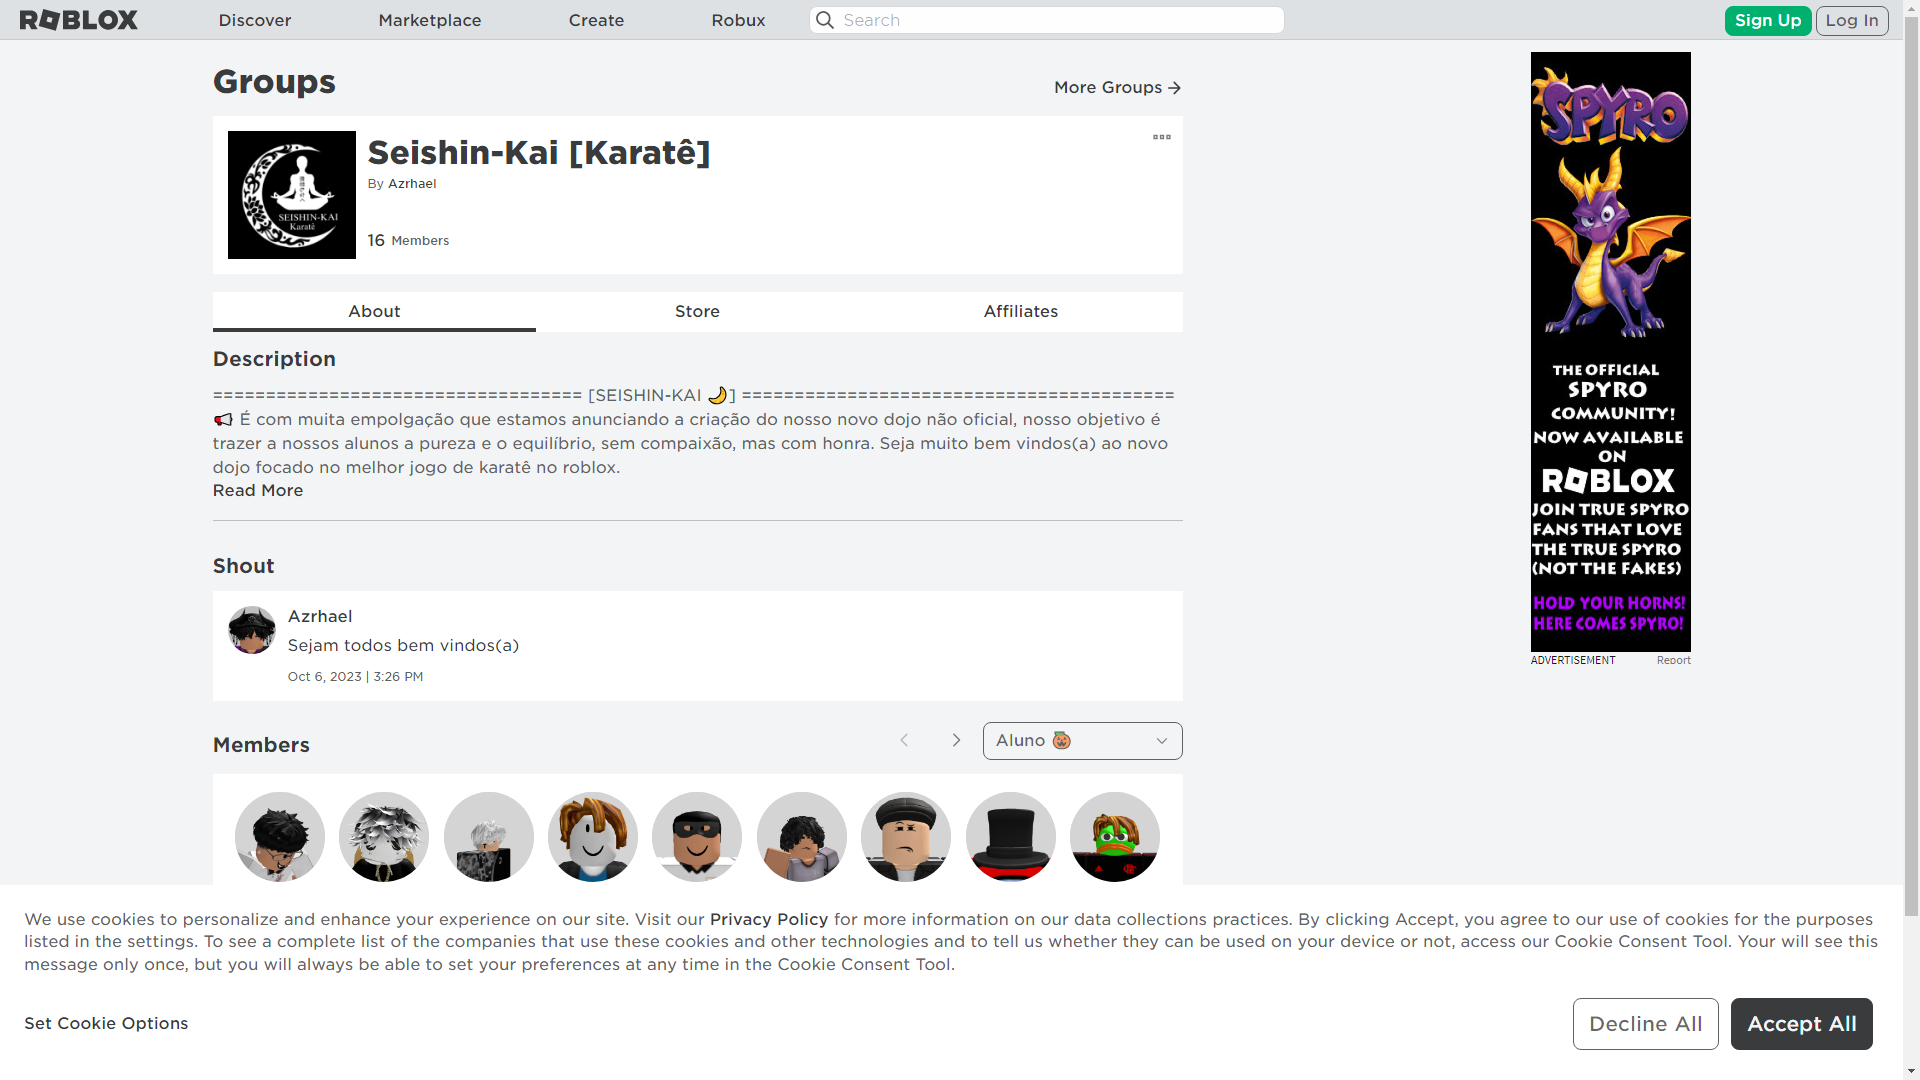 ROBLOX
Discover
Marketplace
Create
Robux
Search
Sign Up
Log In
Groups
More Groups
SEISHIN-KAI
Karatê
Seishin-Kai [Karatê]
By Azrhael
16 Members
About
Store
Affiliates
Description
=================================== [SEISHIN-KAI 🌙] =========================================
📢 É com muita empolgação que estamos anunciando a criação do nosso novo dojo não oficial, nosso objetivo é
trazer a nossos alunos a pureza e o equilíbrio, sem compaixão, mas com honra. Seja muito bem vindos(a) ao novo
dojo focado no melhor jogo de karatê no roblox.
Read More
Shout
Azrhael
Sejam todos bem vindos(a)
Oct 6, 2023 | 3:26 PM
Members
Aluno 🎃
SPYRO
THE OFFICIAL
SPYRO
COMMUNITY!
NOW AVAILABLE
ON
ROBLOX
JOIN TRUE SPYRO
FANS THAT LOVE
THE TRUE SPYRO
(NOT THE FAKES)
HOLD YOUR HORNS!
HERE COMES SPYRO!
ADVERTISEMENT
Report
We use cookies to personalize and enhance your experience on our site. Visit our Privacy Policy for more information on our data collections practices. By clicking Accept, you agree to our use of cookies for the purposes
listed in the settings. To see a complete list of the companies that use these cookies and other technologies and to tell us whether they can be used on your device or not, access our Cookie Consent Tool. Your will see this
message only once, but you will always be able to set your preferences at any time in the Cookie Consent Tool.
Set Cookie Options
Decline All
Accept All